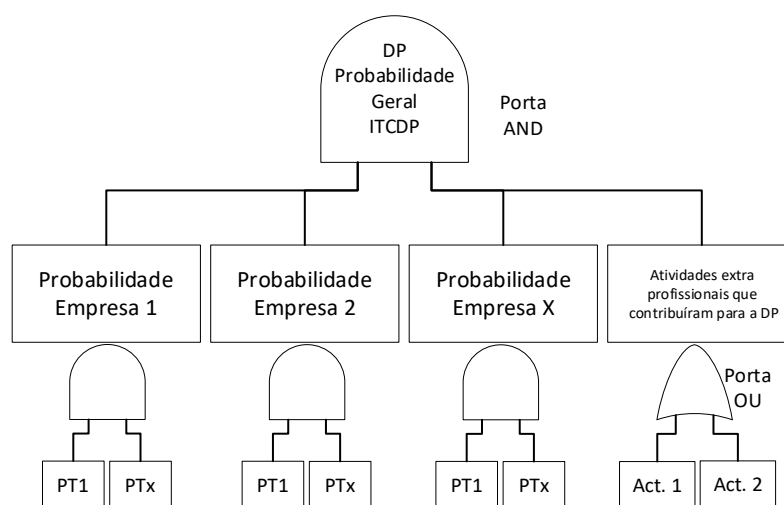 DP
Probabilidade
Geral
ITCDP
Porta
AND
Probabilidade
Empresa 1
Probabilidade
Empresa 2
Probabilidade
Empresa X
Atividades extra
profissionais que
contribuíram para a DP
Porta
OU
PT1
PTx
PT1
PTx
PT1
PTx
Act. 1
Act. 2